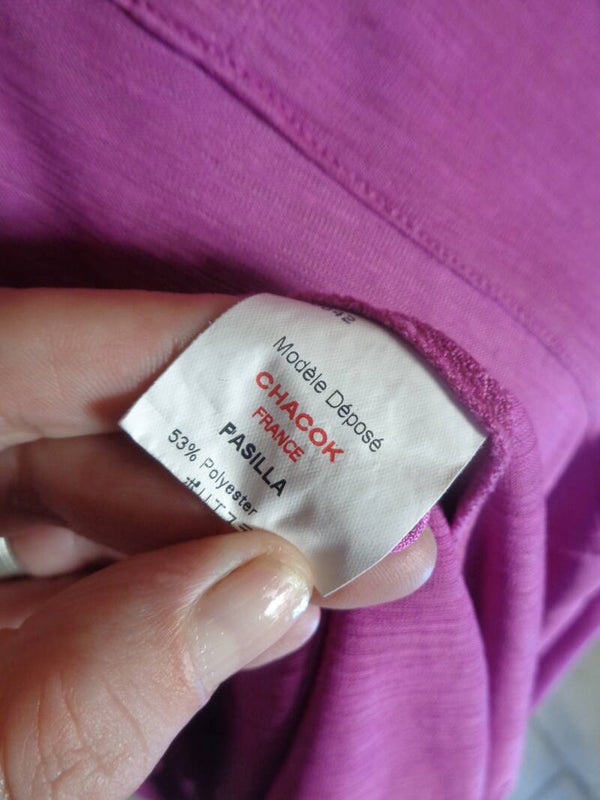 Modèle Déposé
CHACOK
FRANCE
PASILLA
53% Polyester